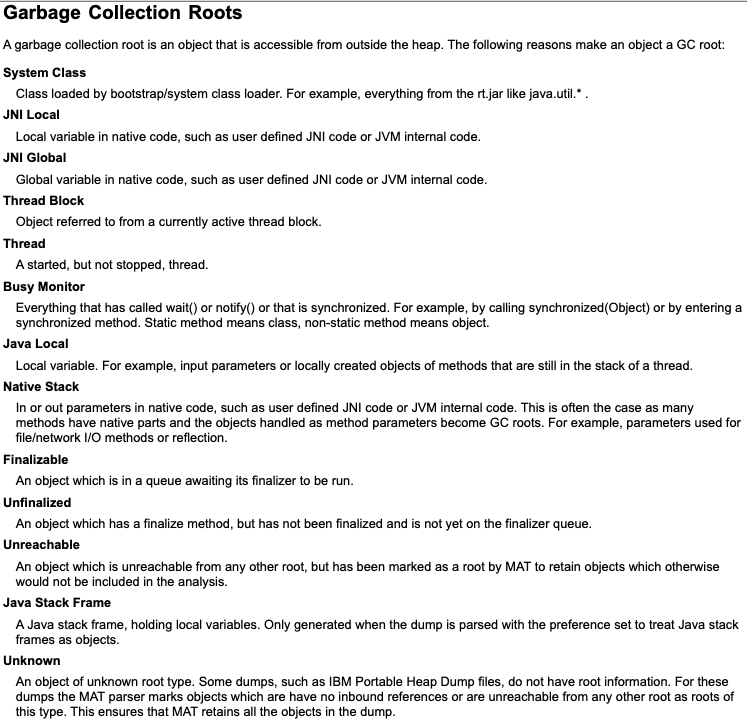 Garbage Collection Roots
A garbage collection root is an object that is accessible from outside the heap. The following reasons make an object a GC root:
System Class
Class loaded by bootstrap/system class loader. For example, everything from the rt.jar like java.util.* .
JNI Local
Local variable in native code, such as user defined JNI code or JVM internal code.
JNI Global
Global variable in native code, such as user defined JNI code or JVM internal code.
Thread Block
Object referred to from a currently active thread block.
Thread
A started, but not stopped, thread.
Busy Monitor
Everything that has called wait() or notify() or that is synchronized. For example, by calling synchronized(Object) or by entering a
synchronized method. Static method means class, non-static method means object.
Java Local
Local variable. For example, input parameters or locally created objects of methods that are still in the stack of a thread.
Native Stack
In or out parameters in native code, such as user defined JNI code or JVM internal code. This is often the case as many
methods have native parts and the objects handled as method parameters become GC roots. For example, parameters used for
file/network I/O methods or reflection.
Finalizable
An object which is in a queue awaiting its finalizer to be run.
Unfinalized
An object which has a finalize method, but has not been finalized and is not yet on the finalizer queue.
Unreachable
An object which is unreachable from any other root, but has been marked as a root by MAT to retain objects which otherwise
would not be included in the analysis.
Java Stack Frame
A Java stack frame, holding local variables. Only generated when the dump is parsed with the preference set to treat Java stack
frames as objects.
Unknown
An object of unknown root type. Some dumps, such as IBM Portable Heap Dump files, do not have root information. For these
dumps the MAT parser marks objects which are have no inbound references or are unreachable from any other root as roots of
this type. This ensures that MAT retains all the objects in the dump.